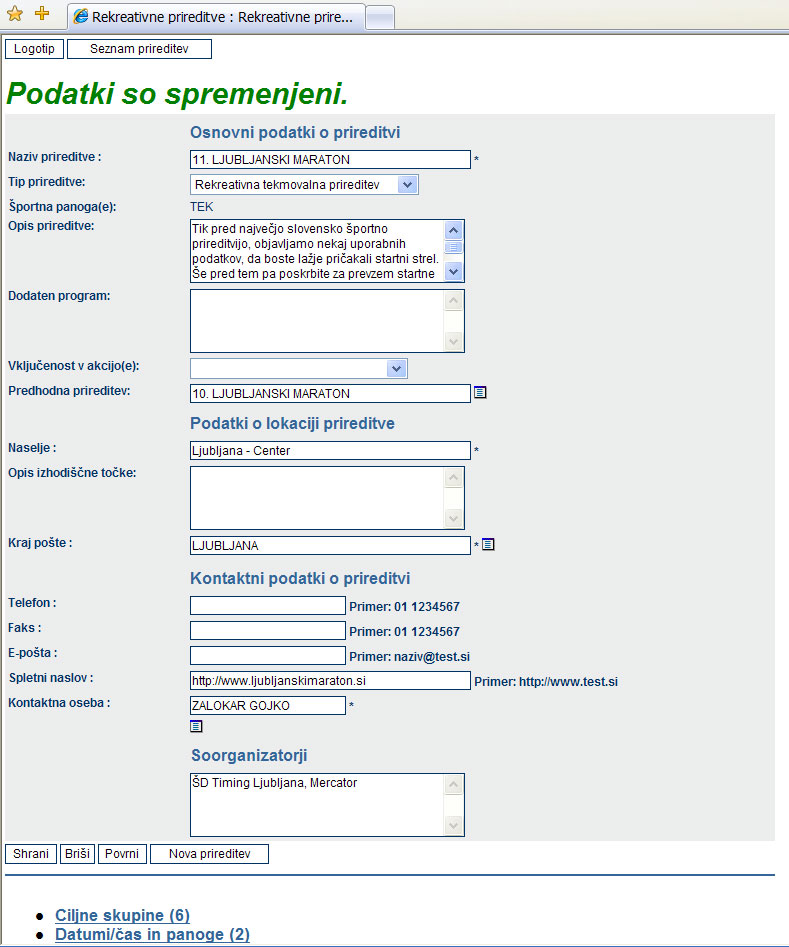 Rekreativne prireditve : Rekreativne prire...
Logotip Seznam prireditev
Podatki so spremenjeni.
Osnovni podatki o prireditvi
Naziv prireditve : 11. LJUBLJANSKI MARATON *
Tip prireditve: Rekreativna tekmovalna prireditev
Športna panoga(e): TEK
Opis prireditve: Tik pred največjo slovensko športno
prireditvijo, objavljamo nekaj uporabnih
podatkov, da boste lažje pričakali startni strel.
Še pred tem pa poskrbite za prevzem startne
Dodaten program:
Vključenost v akcijo(e):
Predhodna prireditev: 10. LJUBLJANSKI MARATON
Podatki o lokaciji prireditve
Naselje : Ljubljana - Center *
Opis izhodiščne točke:
Kraj pošte : LJUBLJANA *
Kontaktni podatki o prireditvi
Telefon : Primer: 01 1234567
Faks : Primer: 01 1234567
E-pošta : Primer: naziv@test.si
Spletni naslov : http://www.ljubljanskimaraton.si Primer: http://www.test.si
Kontaktna oseba : ZALOKAR GOJKO *
Soorganizatorji
ŠD Timing Ljubljana, Mercator
Shrani Briši Povrni Nova prireditev
• Ciljne skupine (6)
• Datumi/čas in panoge (2)